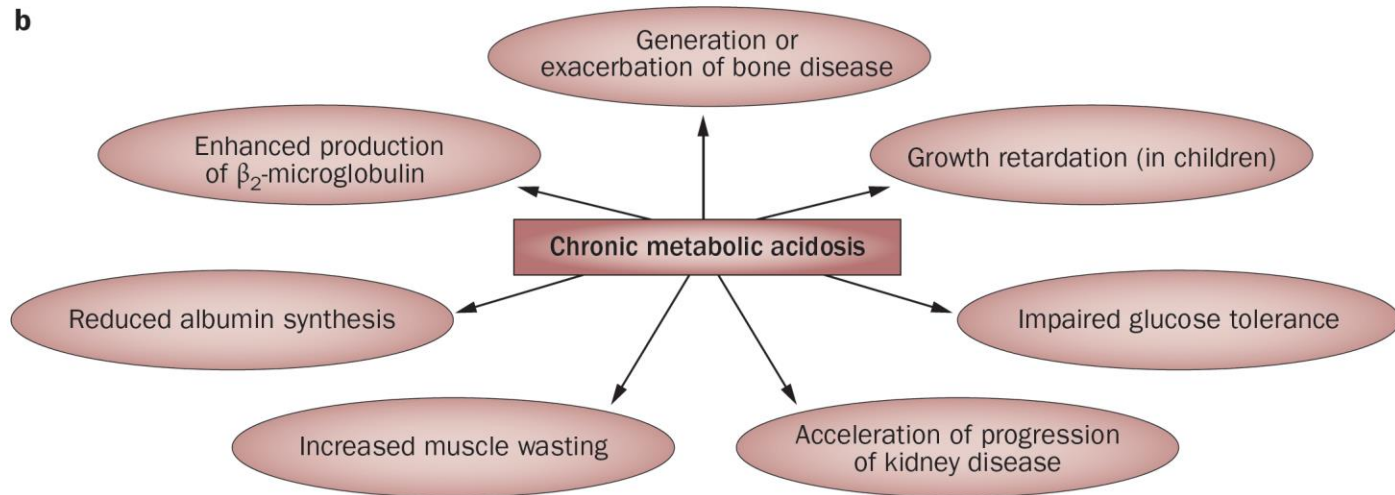 b
Generation or
exacerbation of bone disease
Enhanced production
of β₂-microglobulin
Growth retardation (in children)
Chronic metabolic acidosis
Reduced albumin synthesis
Impaired glucose tolerance
Increased muscle wasting
Acceleration of progression
of kidney disease